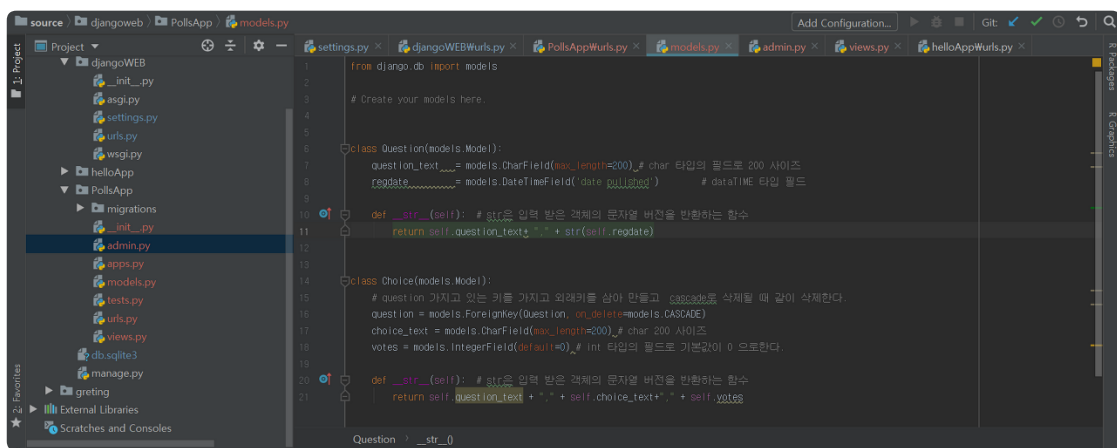 source djangoweb PollsApp models.py
Add Configuration... Git:
Project
settings.py × djangoWEB₩urls.py × PollsApp₩urls.py × models.py × admin.py × views.py × helloApp₩urls.py ×
1: Project
2: Favorites
R Packages
R Graphics
djangoWEB
__init__.py
asgi.py
settings.py
urls.py
wsgi.py
helloApp
PollsApp
migrations
__init__.py
admin.py
apps.py
models.py
tests.py
urls.py
views.py
db.sqlite3
manage.py
greting
External Libraries
Scratches and Consoles
1 from django.db import models
2
3 # Create your models here.
4
5
6 class Question(models.Model):
7 question_text = models.CharField(max_length=200) # char 타입의 필드로 200 사이즈
8 regdate = models.DateTimeField('date pulished') # dataTIME 타입 필드
9
10 def __str__(self): # str은 입력 받은 객체의 문자열 버전을 반환하는 함수
11 return self.question_text+ "," + str(self.regdate)
12
13
14 class Choice(models.Model):
15 # question 가지고 있는 키를 가지고 외래키를 삼아 만들고 cascade로 삭제될 때 같이 삭제한다.
16 question = models.ForeignKey(Question, on_delete=models.CASCADE)
17 choice_text = models.CharField(max_length=200) # char 200 사이즈
18 votes = models.IntegerField(default=0) # int 타입의 필드로 기본값이 0 으로한다.
19
20 def __str__(self): # str은 입력 받은 객체의 문자열 버전을 반환하는 함수
21 return self.question_text + "," + self.choice_text+"," + self.votes
Question __str__()